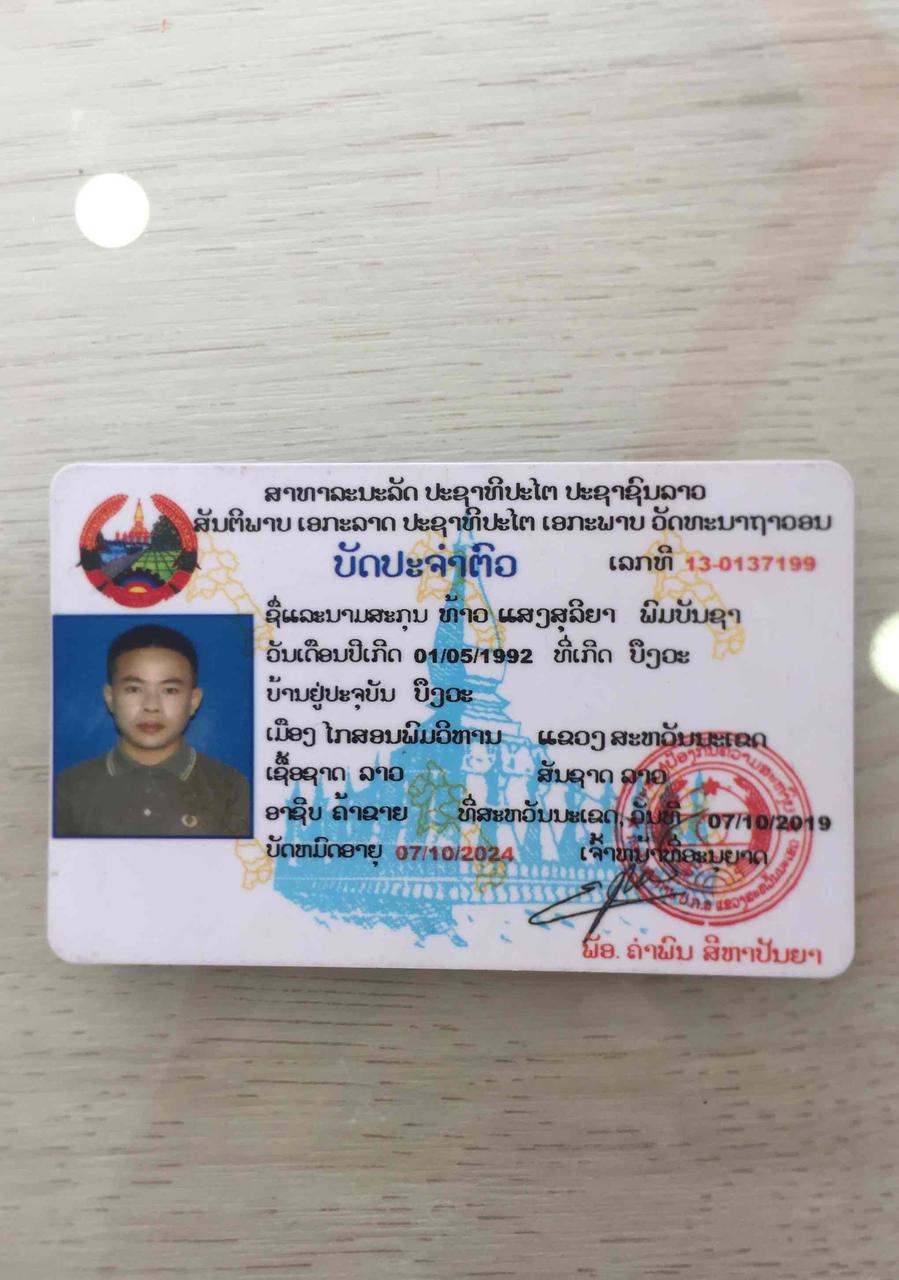 ສາທາລະນະລັດ ປະຊາທິປະໄຕ ປະຊາຊົນລາວ
ສັນຕິພາບ ເອກະລາດ ປະຊາທິປະໄຕ ເອກະພາບ ວັດທະນາຖາວອນ
ບັດປະຈຳຕົວ ເລກທີ 13-0137199
ຊື່ແລະນາມສະກຸນ ທ້າວ ແສງສຸລິຍາ ພົມບັນຊາ
ວັນເດືອນປີເກີດ 01/05/1992 ທີ່ເກີດ ບຶງວະ
ບ້ານຢູ່ປະຈຸບັນ ບຶງວະ
ເມືອງ ໄກສອນພົມວິຫານ ແຂວງ ສະຫວັນນະເຂດ
ເຊື້ອຊາດ ລາວ ສັນຊາດ ລາວ
ອາຊີບ ຄ້າຂາຍ ທີ່ສະຫວັນນະເຂດ, ວັນທີ 07/10/2019
ບັດຫມົດອາຍຸ 07/10/2024 ເຈົ້າຫນ້າທີ່ອະນຸຍາດ
ພັອ. ຄໍາພົນ ສີຫາປັນຍາ